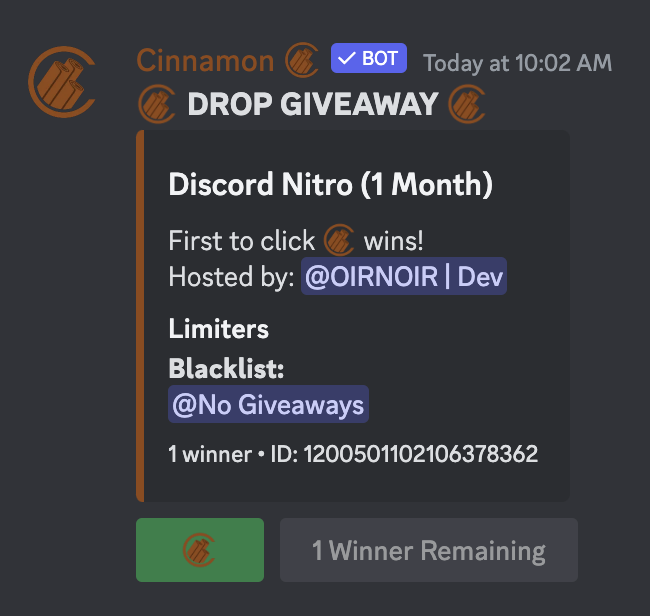 Cinnamon ✓ BOT Today at 10:02 AM
DROP GIVEAWAY
Discord Nitro (1 Month)
First to click wins!
Hosted by: @OIRNOIR | Dev
Limiters
Blacklist:
@No Giveaways
1 winner • ID: 1200501102106378362
1 Winner Remaining